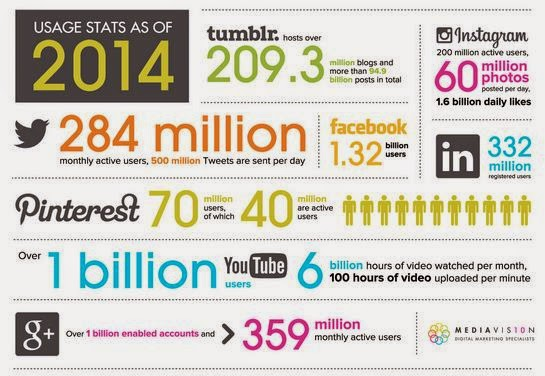 USAGE STATS AS OF
2014
tumblr. hosts over
209.3 million blogs and
more than 94.9
billion posts in total
Instagram
200 million active users,
60 million
photos
posted per day,
1.6 billion daily likes
284 million
monthly active users, 500 million Tweets are sent per day
facebook
1.32 billion
users
in 332
million
registered users
Pinterest 70 million
users,
of which 40 million
are active
users
Over
1 billion
users
YouTube 6 billion hours of video watched per month,
100 hours of video uploaded per minute
g+ Over 1 billion enabled accounts and > 359 million
monthly active users
MEDIAVIS10N
DIGITAL MARKETING SPECIALISTS